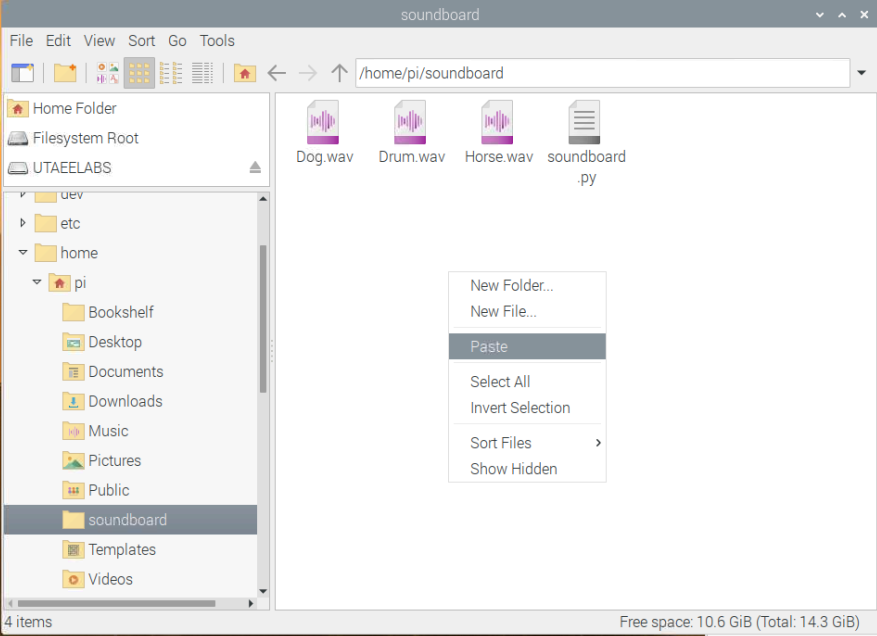 soundboard
File Edit View Sort Go Tools
/home/pi/soundboard
Home Folder
Filesystem Root
UTAEELABS
dev
etc
home
pi
Bookshelf
Desktop
Documents
Downloads
Music
Pictures
Public
soundboard
Templates
Videos
Dog.wav Drum.wav Horse.wav soundboard
.py
New Folder...
New File...
Paste
Select All
Invert Selection
Sort Files
Show Hidden
4 items Free space: 10.6 GiB (Total: 14.3 GiB)